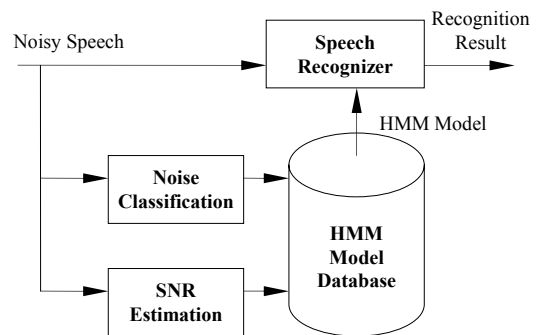 Noisy Speech
Speech
Recognizer
Recognition
Result
HMM Model
Noise
Classification
HMM
Model
Database
SNR
Estimation